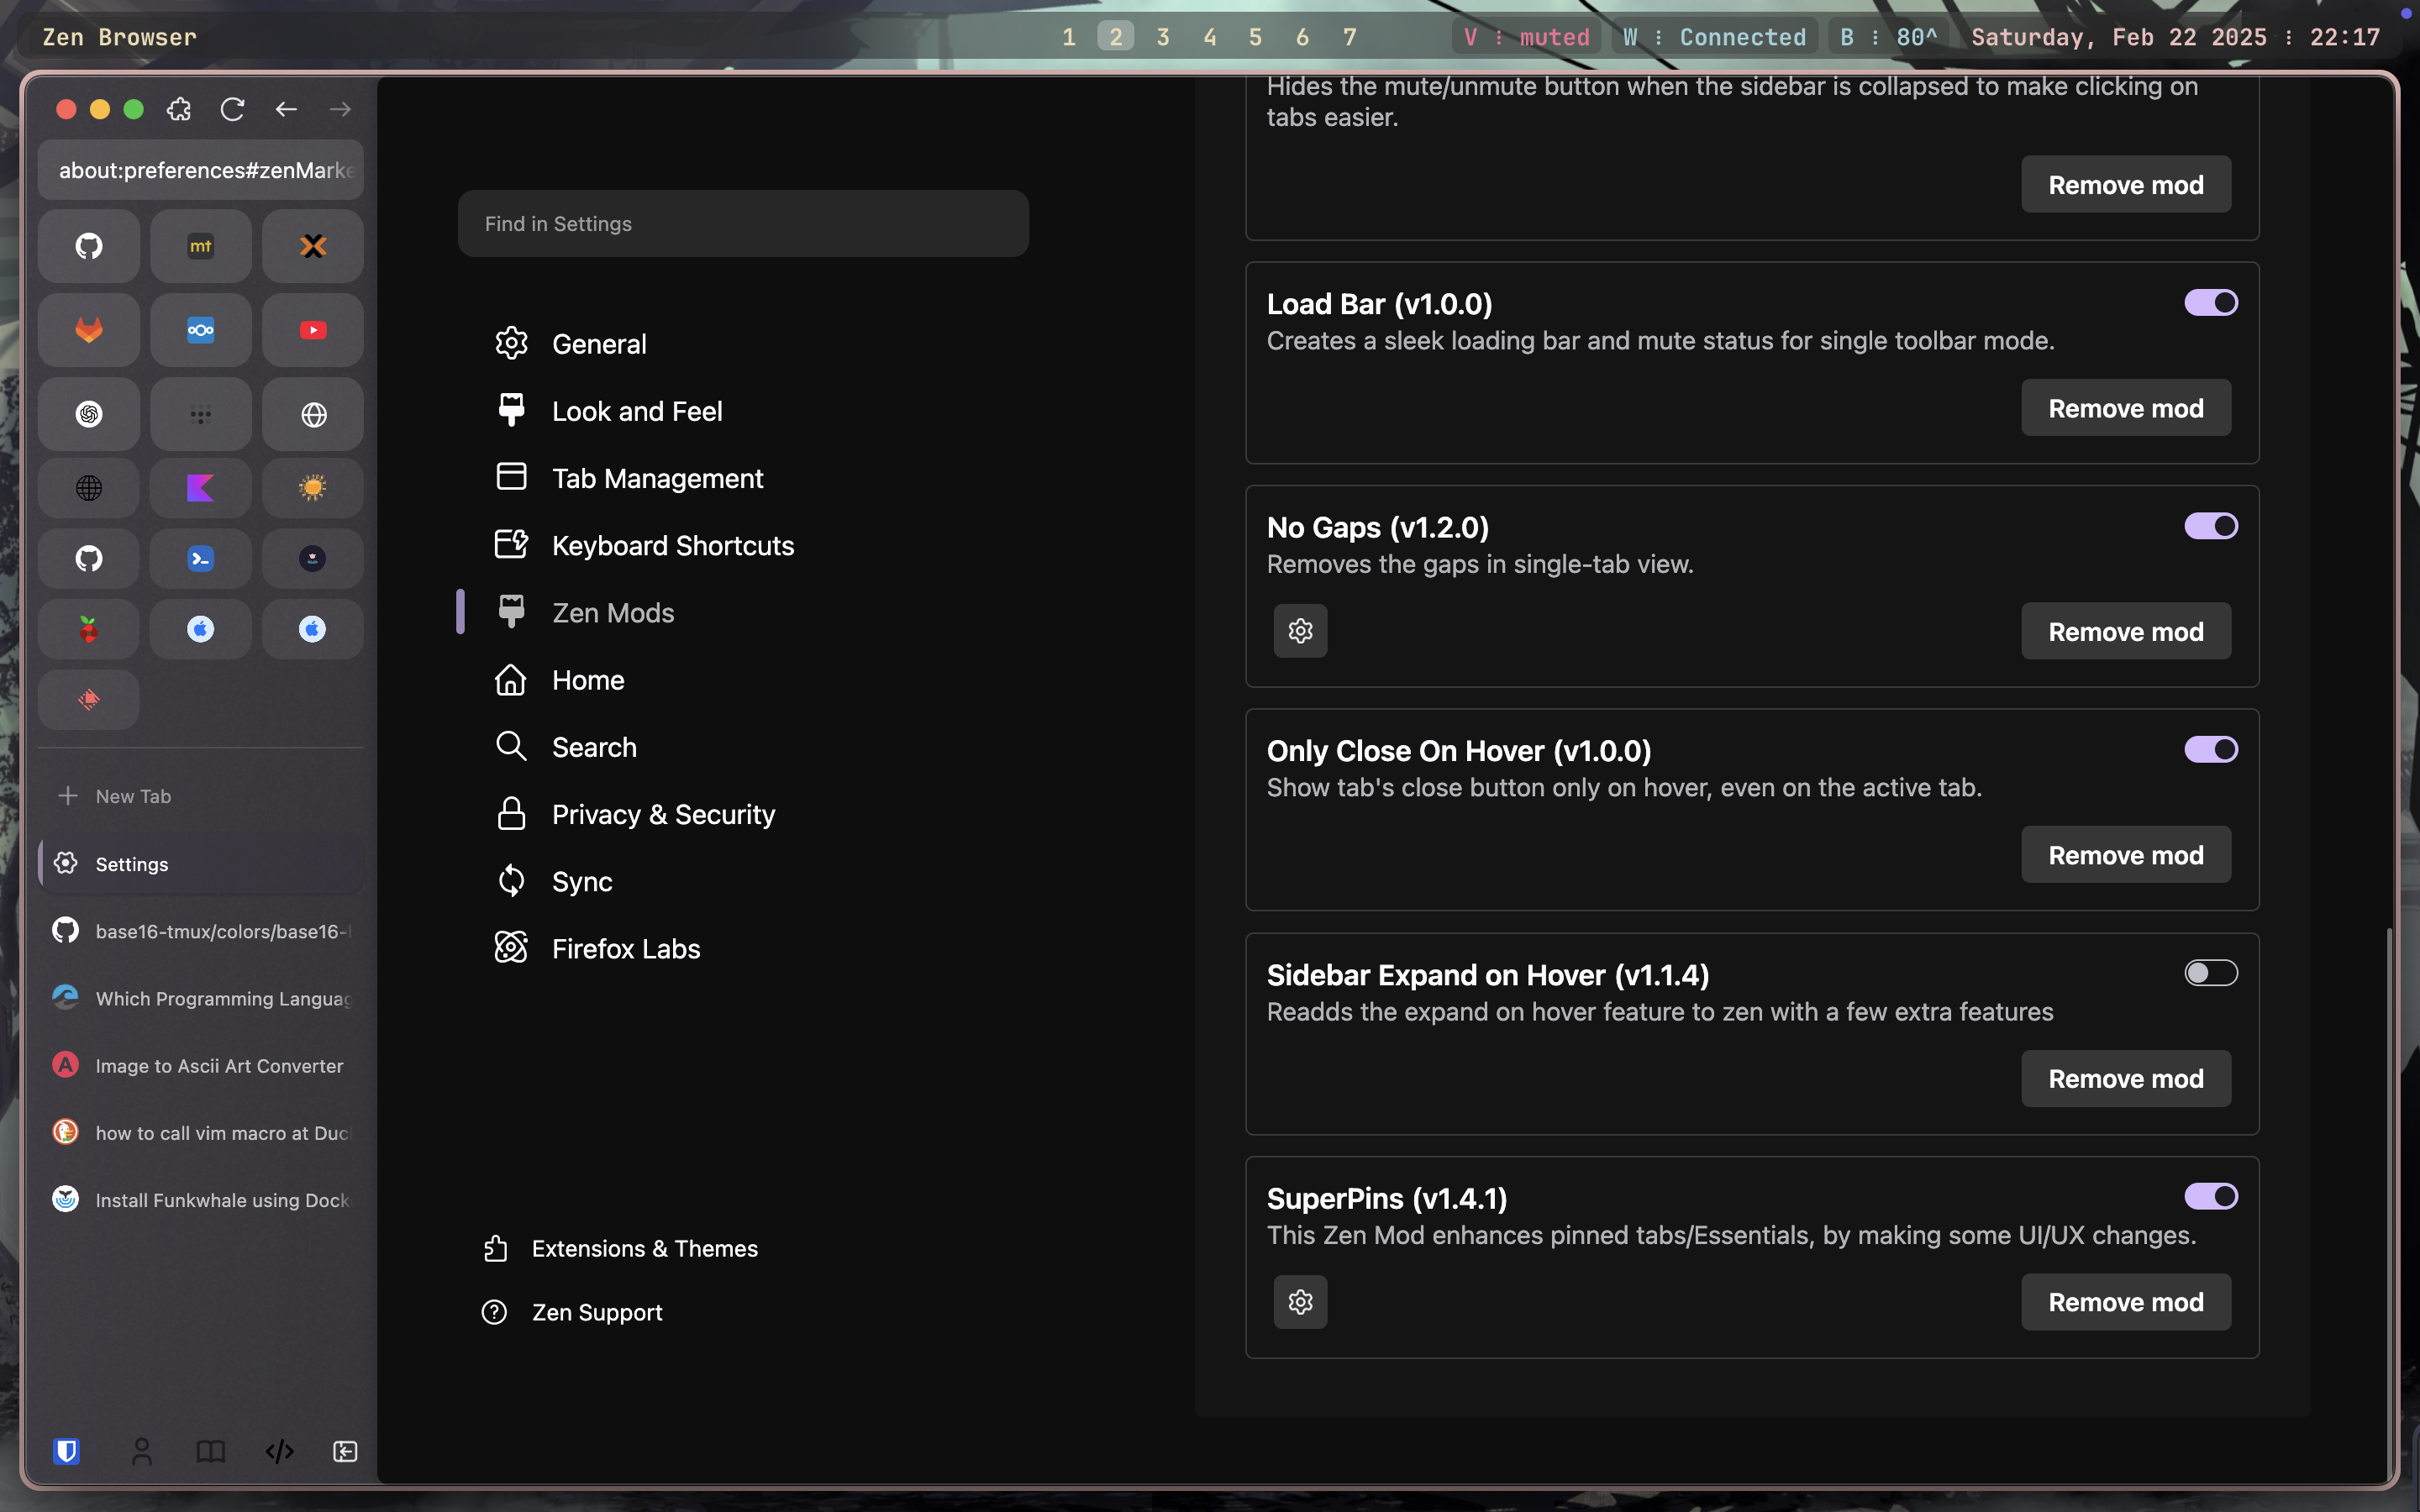 Zen Browser
1 2 3 4 5 6 7
V : muted
W : Connected
B : 80^
Saturday, Feb 22 2025 : 22:17
about:preferences#zenMarke
mt
New Tab
Settings
base16-tmux/colors/base16-
Which Programming Languag
A
Image to Ascii Art Converter
how to call vim macro at Duc
Install Funkwhale using Dock
Find in Settings
General
Look and Feel
Tab Management
Keyboard Shortcuts
Zen Mods
Home
Search
Privacy & Security
Sync
Firefox Labs
Extensions & Themes
Zen Support
Hides the mute/unmute button when the sidebar is collapsed to make clicking on
tabs easier.
Remove mod
Load Bar (v1.0.0)
Creates a sleek loading bar and mute status for single toolbar mode.
Remove mod
No Gaps (v1.2.0)
Removes the gaps in single-tab view.
Remove mod
Only Close On Hover (v1.0.0)
Show tab's close button only on hover, even on the active tab.
Remove mod
Sidebar Expand on Hover (v1.1.4)
Readds the expand on hover feature to zen with a few extra features
Remove mod
SuperPins (v1.4.1)
This Zen Mod enhances pinned tabs/Essentials, by making some UI/UX changes.
Remove mod